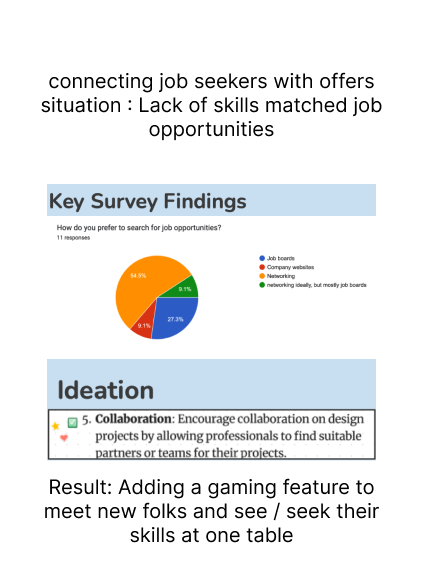 connecting job seekers with offers
situation : Lack of skills matched job
opportunities
Key Survey Findings
How do you prefer to search for job opportunities?
11 responses
54.5%
9.1%
27.3%
9.1%
Job boards
Company websites
Networking
networking ideally, but mostly job boards
Ideation
5. Collaboration: Encourage collaboration on design
projects by allowing professionals to find suitable
partners or teams for their projects.
Result: Adding a gaming feature to
meet new folks and see / seek their
skills at one table